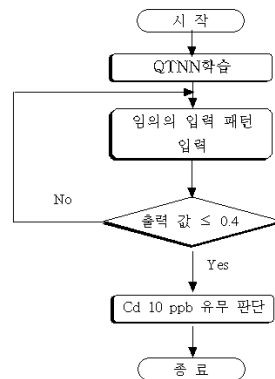 시 작
QTNN학습
임의의 입력 패턴
입력
No
출력 값 ≤ 0.4
Yes
Cd 10 ppb 유무 판단
종 료